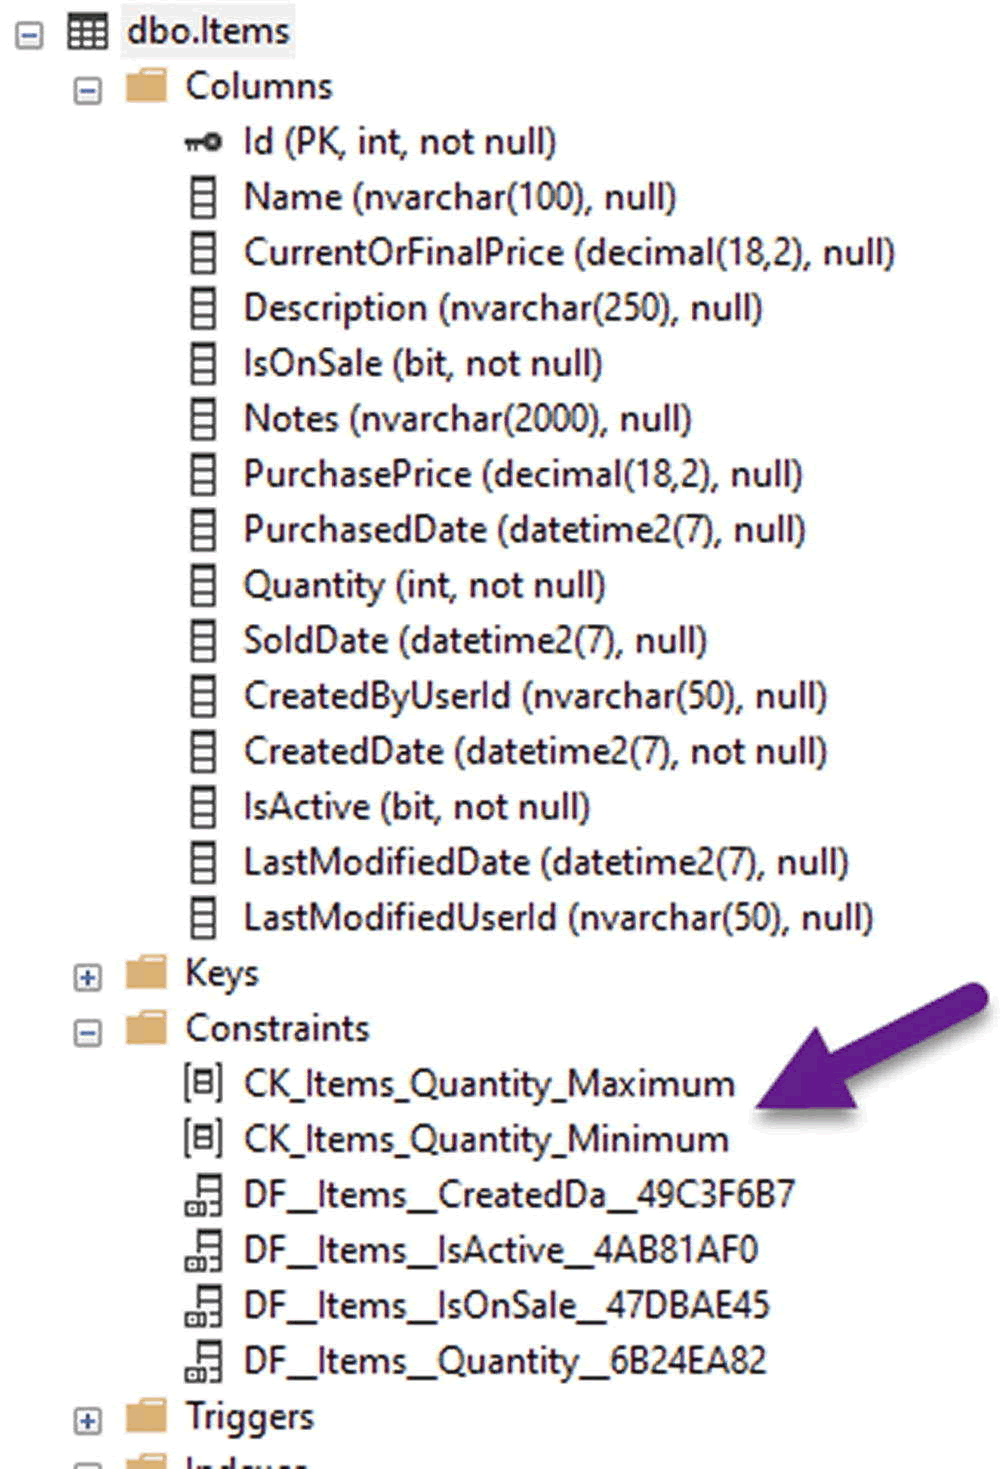 dbo.Items
Columns
Id (PK, int, not null)
Name (nvarchar(100), null)
CurrentOrFinalPrice (decimal(18,2), null)
Description (nvarchar(250), null)
IsOnSale (bit, not null)
Notes (nvarchar(2000), null)
PurchasePrice (decimal(18,2), null)
PurchasedDate (datetime2(7), null)
Quantity (int, not null)
SoldDate (datetime2(7), null)
CreatedByUserId (nvarchar(50), null)
CreatedDate (datetime2(7), not null)
IsActive (bit, not null)
LastModifiedDate (datetime2(7), null)
LastModifiedUserId (nvarchar(50), null)
Keys
Constraints
CK_Items_Quantity_Maximum
CK_Items_Quantity_Minimum
DF__Items__CreatedDa__49C3F6B7
DF__Items__IsActive__4AB81AF0
DF__Items__IsOnSale__47DBAE45
DF__Items__Quantity__6B24EA82
Triggers
Indexes